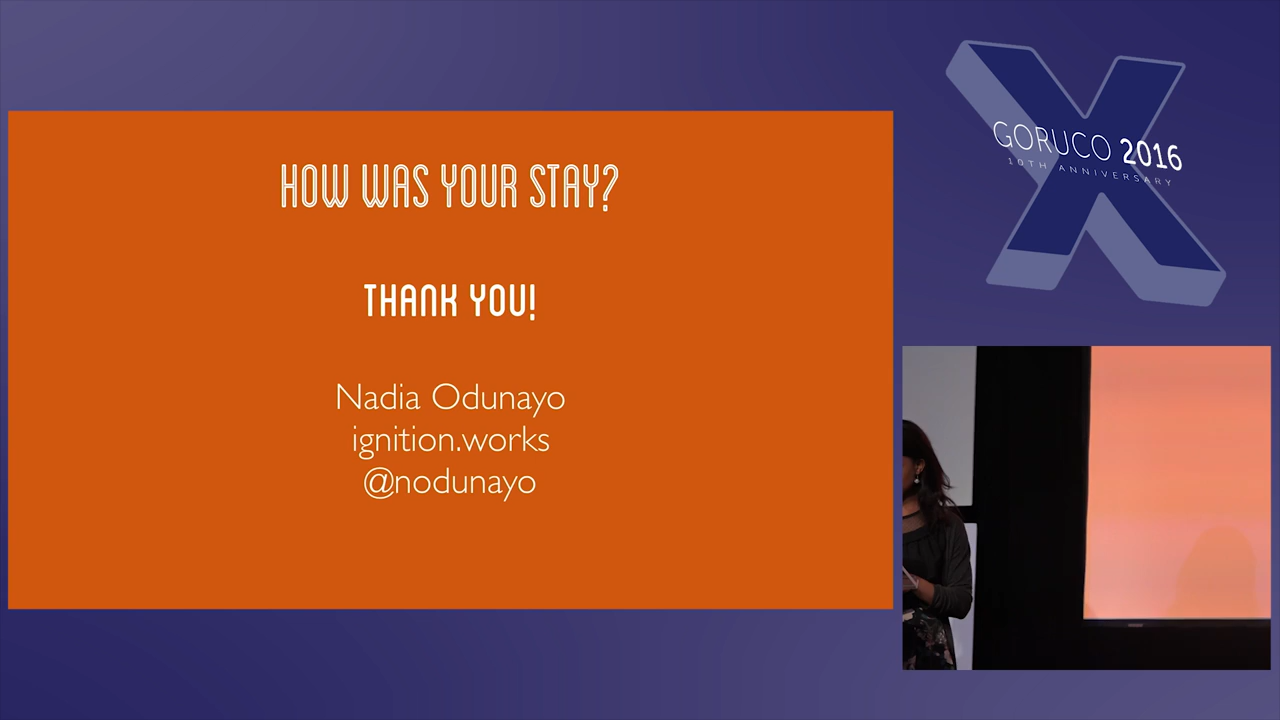 HOW WAS YOUR STAY?
THANK YOU!
Nadia Odunayo
ignition.works
@nodunayo
GORUCO 2016
10TH ANNIVERSARY